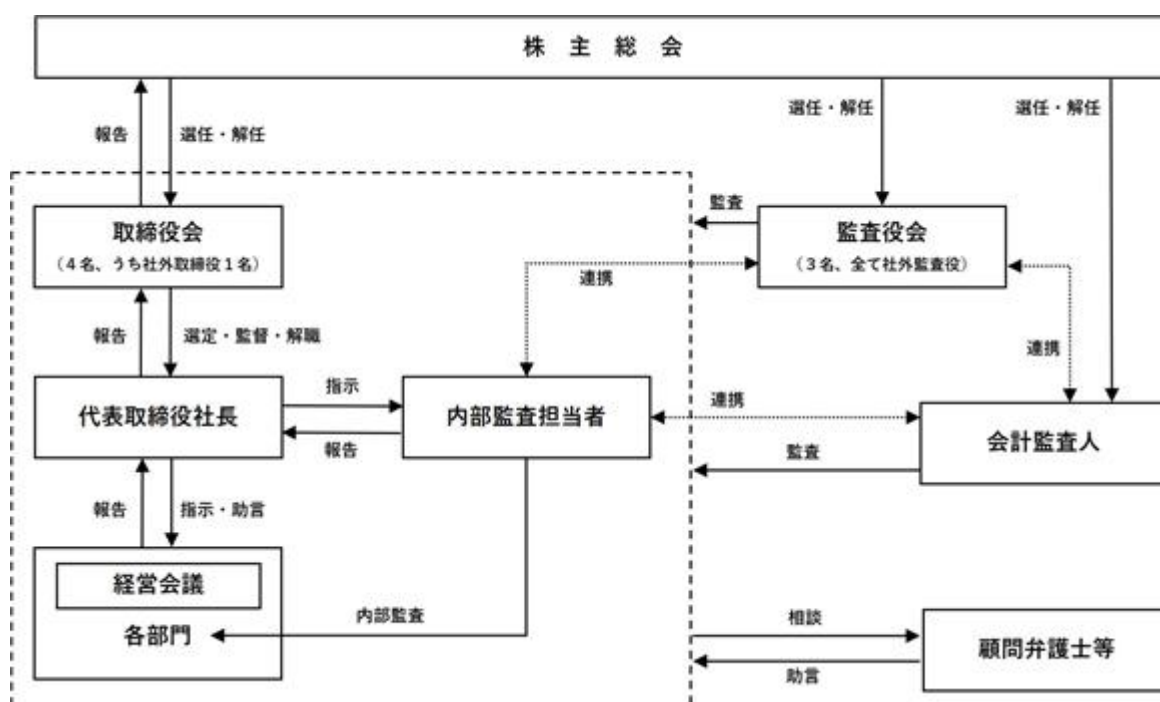 株 主 総 会
報告
選任・解任
選任・解任
選任・解任
取締役会
(４名、うち社外取締役１名)
監査
監査役会
(３名、全て社外監査役)
連携
報告
選定・監督・解職
連携
代表取締役社長
指示
報告
内部監査担当者
連携
監査
会計監査人
報告
指示・助言
経営会議
各部門
内部監査
相談
助言
顧問弁護士等